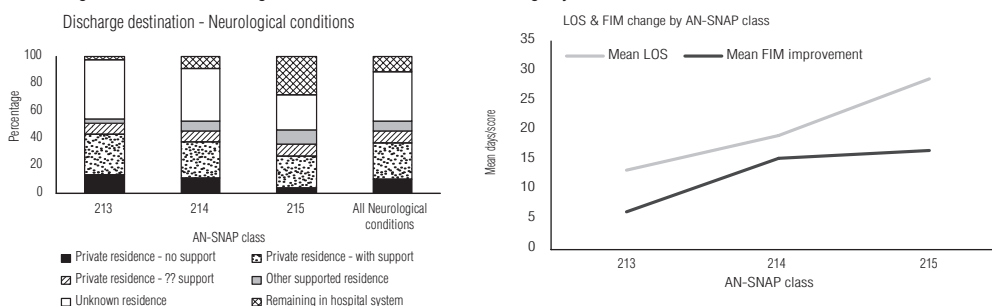 Discharge destination - Neurological conditions
100
80
60
40
20
0
Percentage
213
214
215
All Neurological
conditions
AN-SNAP class
Private residence - no support
Private residence - with support
Private residence - ?? support
Other supported residence
Unknown residence
Remaining in hospital system
LOS & FIM change by AN-SNAP class
35
30
25
20
15
10
5
0
Mean days/score
Mean LOS
Mean FIM improvement
213
214
215
AN-SNAP class